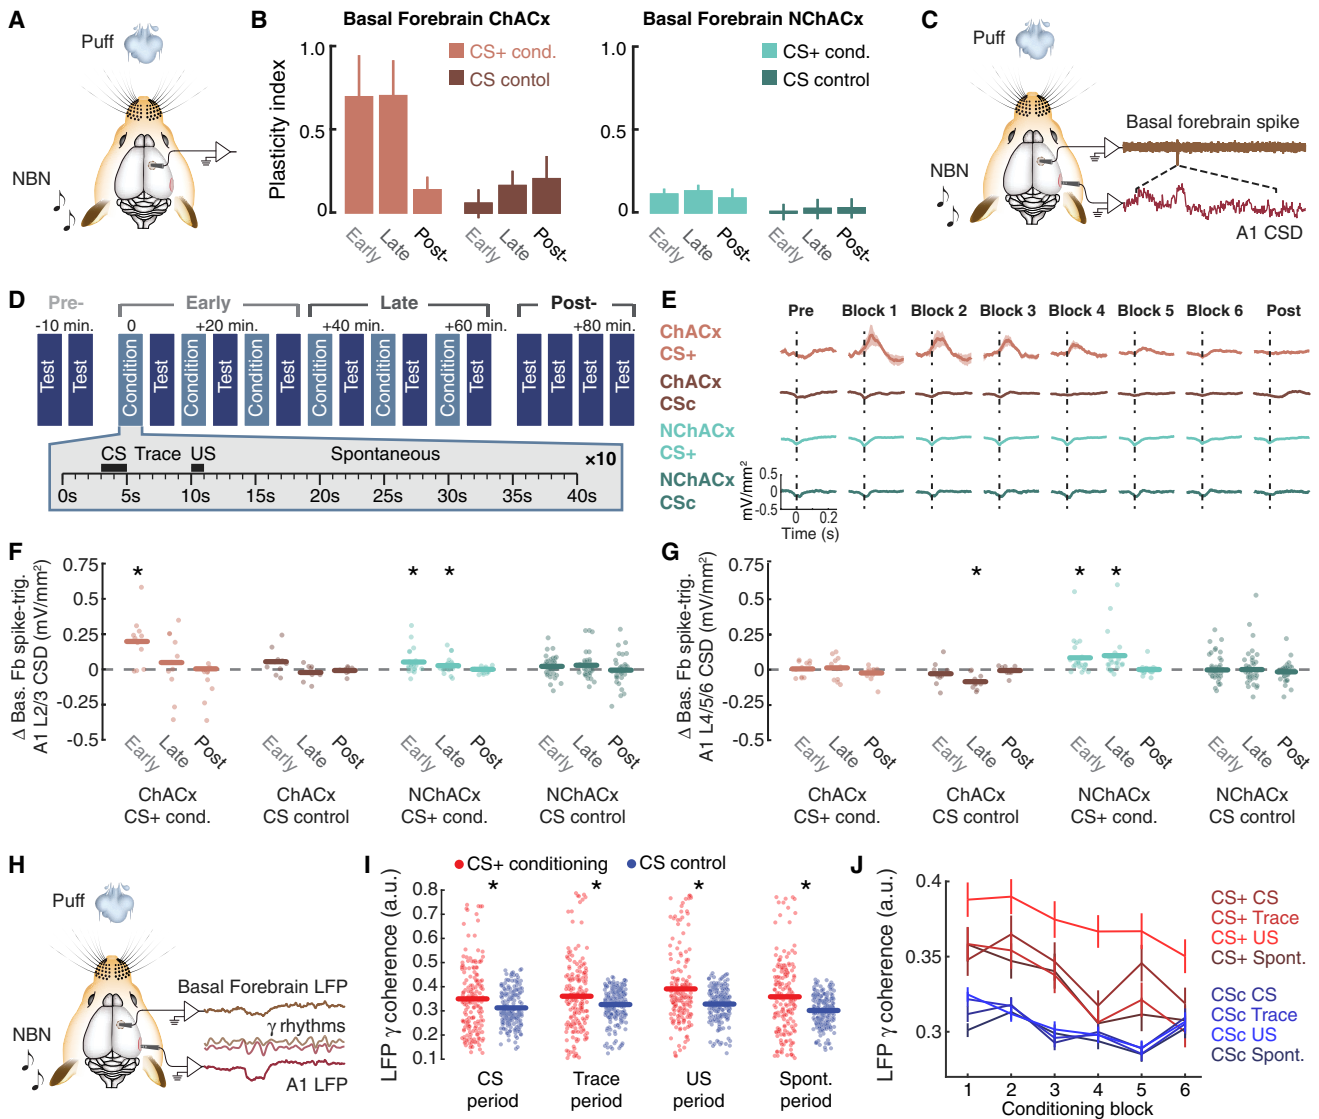 A
Puff
NBN
B
Basal Forebrain ChACx
Basal Forebrain NChACx
Plasticity index
1.0
0.5
0
CS+ cond.
CS control
Early
Late
Post-
Early
Late
Post-
1.0
0.5
0
CS+ cond.
CS control
Early
Late
Post-
Early
Late
Post-
C
Puff
NBN
Basal forebrain spike
A1 CSD
D
Pre-
Early
Late
Post-
-10 min.
0
+20 min.
+40 min.
+60 min.
+80 min.
Test
Test
Condition
Test
Condition
Test
Condition
Test
Condition
Test
Condition
Test
Condition
Test
Test
Test
Test
CS
Trace
US
Spontaneous
×10
0s
5s
10s
15s
20s
25s
30s
35s
40s
E
Pre
Block 1
Block 2
Block 3
Block 4
Block 5
Block 6
Post
ChACx
CS+
ChACx
CSc
NChACx
CS+
NChACx
CSc
mV/mm²
0.5
0
-0.5
0
0.2
Time (s)
F
Δ Bas. Fb spike-trig.
A1 L2/3 CSD (mV/mm²)
0.75
0.25
0
-0.25
-0.5
*
*
*
Early
Late
Post
Early
Late
Post
Early
Late
Post
Early
Late
Post
ChACx
CS+ cond.
ChACx
CS control
NChACx
CS+ cond.
NChACx
CS control
G
Δ Bas. Fb spike-trig.
A1 L4/5/6 CSD (mV/mm²)
0.75
0.25
0
-0.25
-0.5
*
*
*
Early
Late
Post
Early
Late
Post
Early
Late
Post
Early
Late
Post
ChACx
CS+ cond.
ChACx
CS control
NChACx
CS+ cond.
NChACx
CS control
H
Puff
NBN
Basal Forebrain LFP
γ rhythms
A1 LFP
I
CS+ conditioning
CS control
LFP γ coherence (a.u.)
0.8
0.7
0.6
0.5
0.4
0.3
0.2
0.1
*
*
*
*
CS
period
Trace
period
US
period
Spont.
period
J
LFP γ coherence (a.u.)
0.4
0.35
0.3
1
2
3
4
5
6
Conditioning block
CS+ CS
CS+ Trace
CS+ US
CS+ Spont.
CSc CS
CSc Trace
CSc US
CSc Spont.